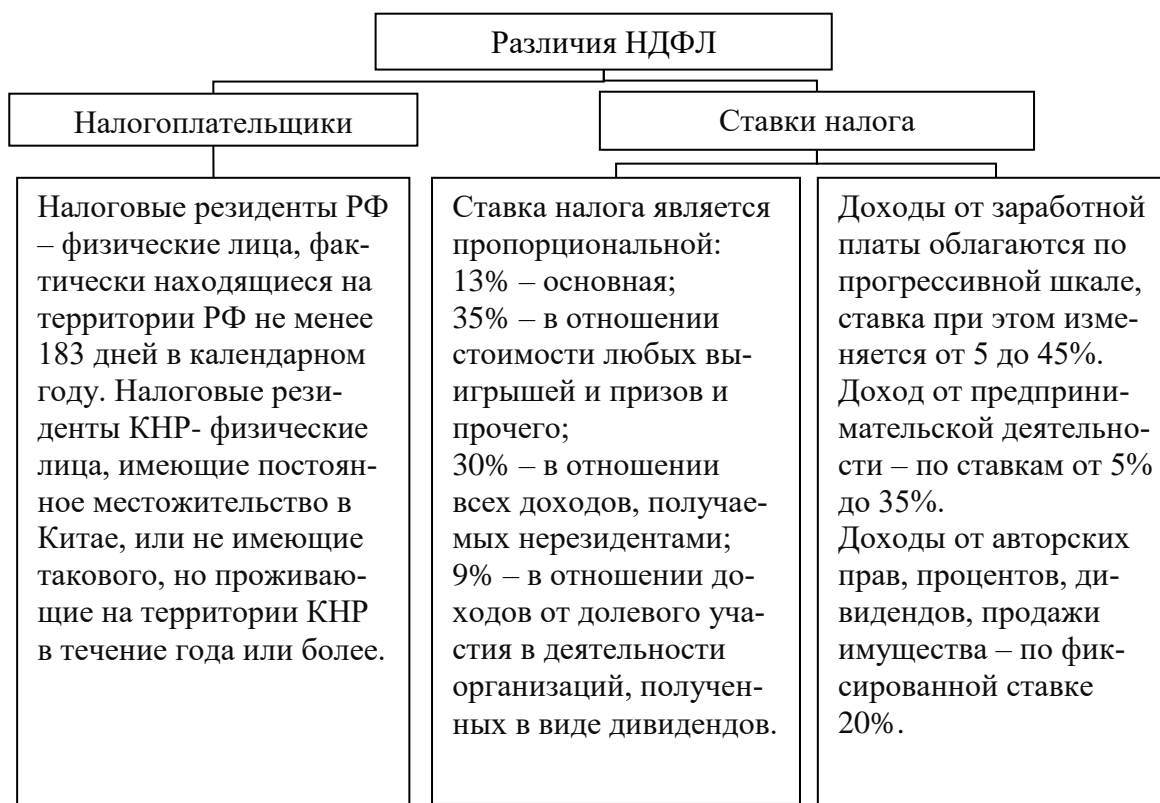 Различия НДФЛ
Налогоплательщики
Ставки налога
Налоговые резиденты РФ
– физические лица, фак-
тически находящиеся на
территории РФ не менее
183 дней в календарном
году. Налоговые рези-
денты КНР- физические
лица, имеющие постоян-
ное местожительство в
Китае, или не имеющие
такового, но проживаю-
щие на территории КНР
в течение года или более.
Ставка налога является
пропорциональной:
13% – основная;
35% – в отношении
стоимости любых вы-
игрышей и призов и
прочего;
30% – в отношении
всех доходов, получае-
мых нерезидентами;
9% – в отношении до-
ходов от долевого уча-
стия в деятельности
организаций, получен-
ных в виде дивидендов.
Доходы от заработной
платы облагаются по
прогрессивной шкале,
ставка при этом изме-
няется от 5 до 45%.
Доход от предприни-
мательской деятельно-
сти – по ставкам от 5%
до 35%.
Доходы от авторских
прав, процентов, ди-
видендов, продажи
имущества – по фик-
сированной ставке
20%.